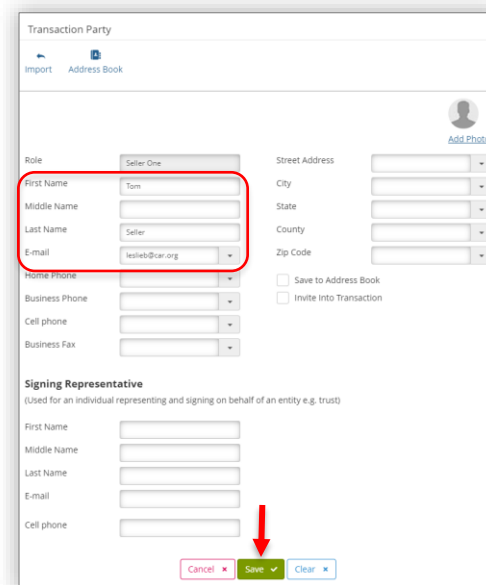 Transaction Party
Import Address Book
Add Photo
Role Seller One Street Address
First Name Tom City
Middle Name State
Last Name Seller County
E-mail leslieb@car.org Zip Code
Home Phone Save to Address Book
Business Phone Invite Into Transaction
Cell phone
Business Fax
Signing Representative
(Used for an individual representing and signing on behalf of an entity e.g. trust)
First Name
Middle Name
Last Name
E-mail
Cell phone
Cancel × Save ✓ Clear ×